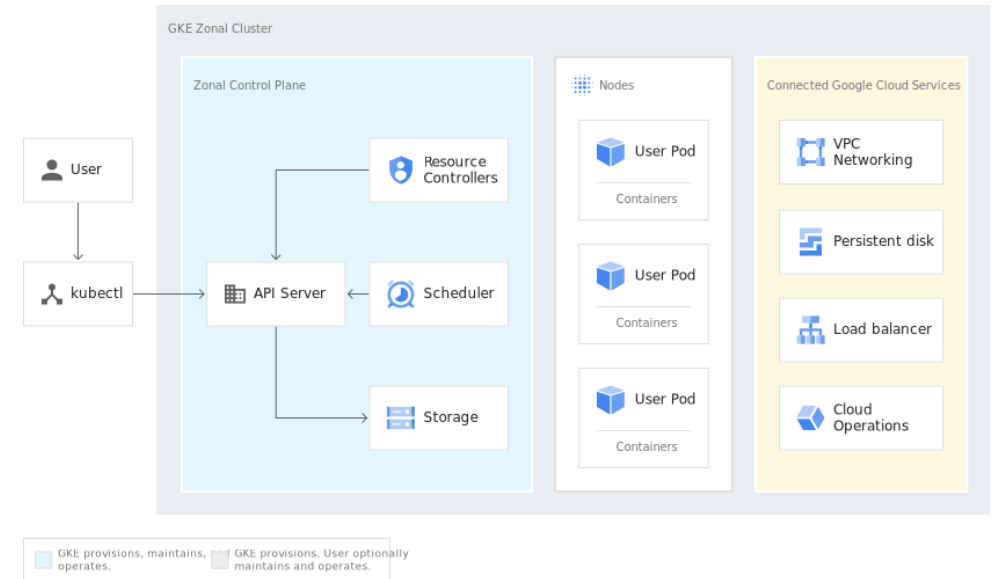 GKE Zonal Cluster
Zonal Control Plane
Nodes
Connected Google Cloud Services
User
kubectl
Resource
Controllers
API Server
Scheduler
Storage
User Pod
Containers
User Pod
Containers
User Pod
Containers
VPC
Networking
Persistent disk
Load balancer
Cloud
Operations
GKE provisions, maintains,
operates.
GKE provisions. User optionally
maintains and operates.